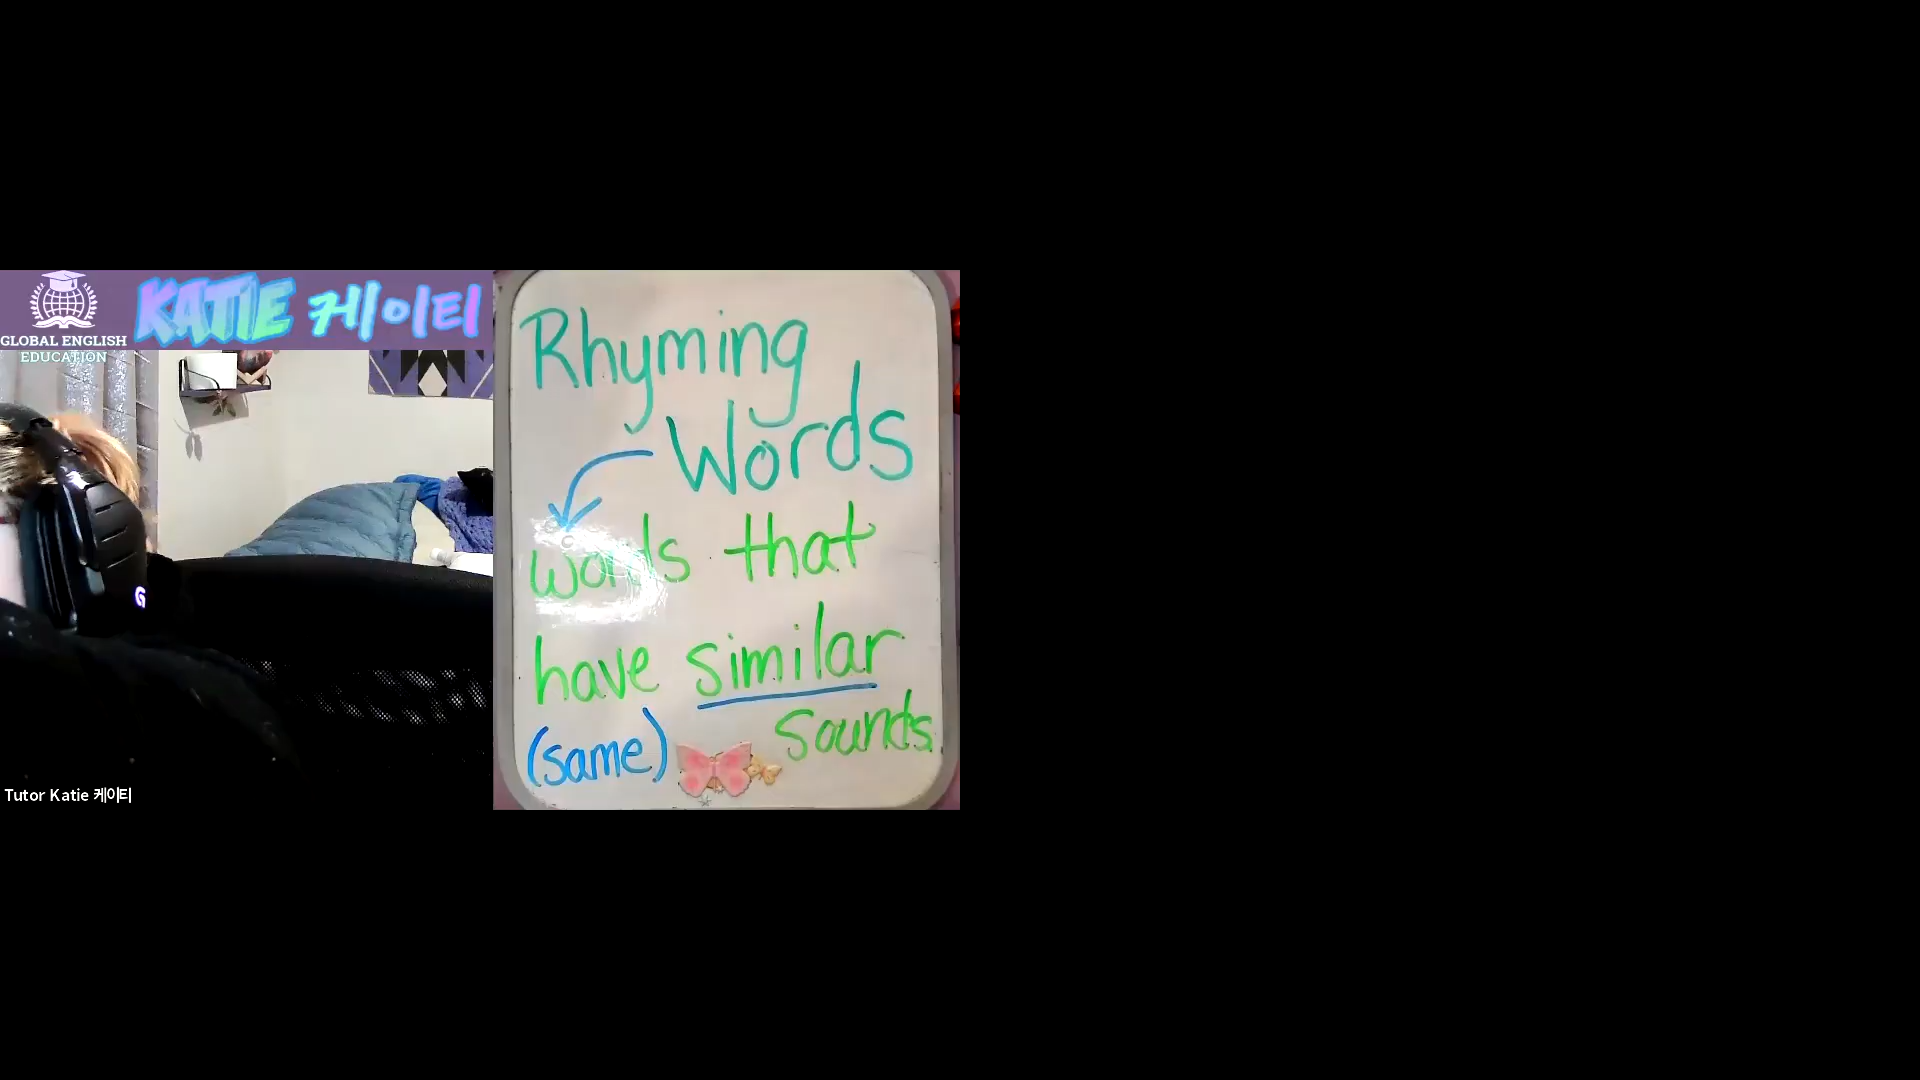 GLOBAL ENGLISH
EDUCATION
KATIE 케이티
Rhyming
Words
words that
have similar
(same) sounds
G
Tutor Katie 케이티